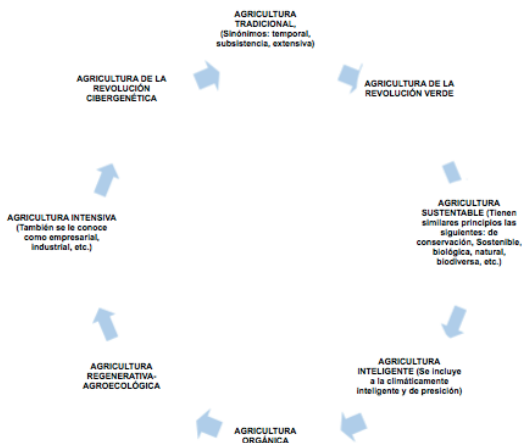 AGRICULTURA
TRADICIONAL,
(Sinónimos: temporal,
subsistencia, extensiva)
AGRICULTURA DE LA
REVOLUCIÓN VERDE
AGRICULTURA
SUSTENTABLE (Tienen
similares principios las
siguientes: de
conservación, Sostenible,
biológica, natural,
biodiversa, etc.)
AGRICULTURA
INTELIGENTE (Se incluye
a la climáticamente
inteligente y de presición)
AGRICULTURA
ORGÁNICA
AGRICULTURA
REGENERATIVA-
AGROECOLÓGICA
AGRICULTURA INTENSIVA
(También se le conoce
como empresarial,
industrial, etc.)
AGRICULTURA DE LA
REVOLUCIÓN
CIBERGENÉTICA